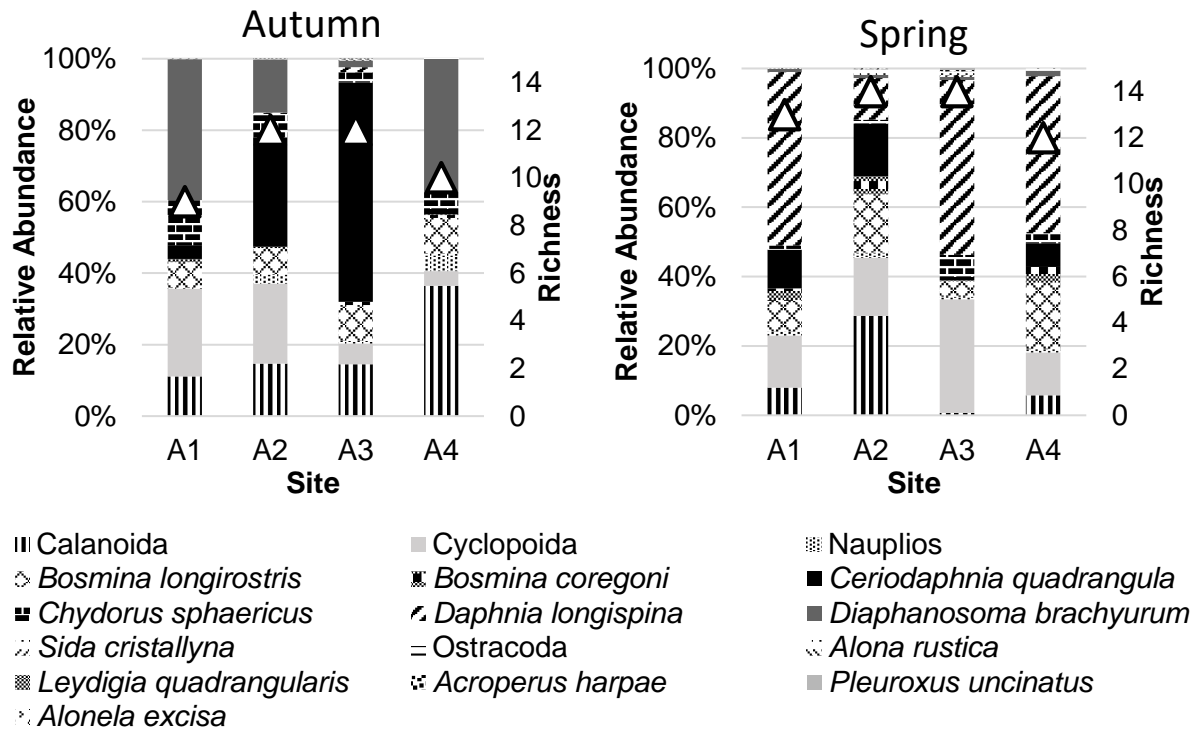 Autumn
Spring
100%
80%
60%
40%
20%
0%
Relative Abundance
14
12
10
8
6
4
2
0
Richness
A1 A2 A3 A4
Site
100%
80%
60%
40%
20%
0%
Relative Abundance
14
12
10
8
6
4
2
0
Richness
A1 A2 A3 A4
Site
Calanoida Cyclopoida Nauplios
Bosmina longirostris Bosmina coregoni Ceriodaphnia quadrangula
Chydorus sphaericus Daphnia longispina Diaphanosoma brachyurum
Sida cristallyna Ostracoda Alona rustica
Leydigia quadrangularis Acroperus harpae Pleuroxus uncinatus
Alonela excisa